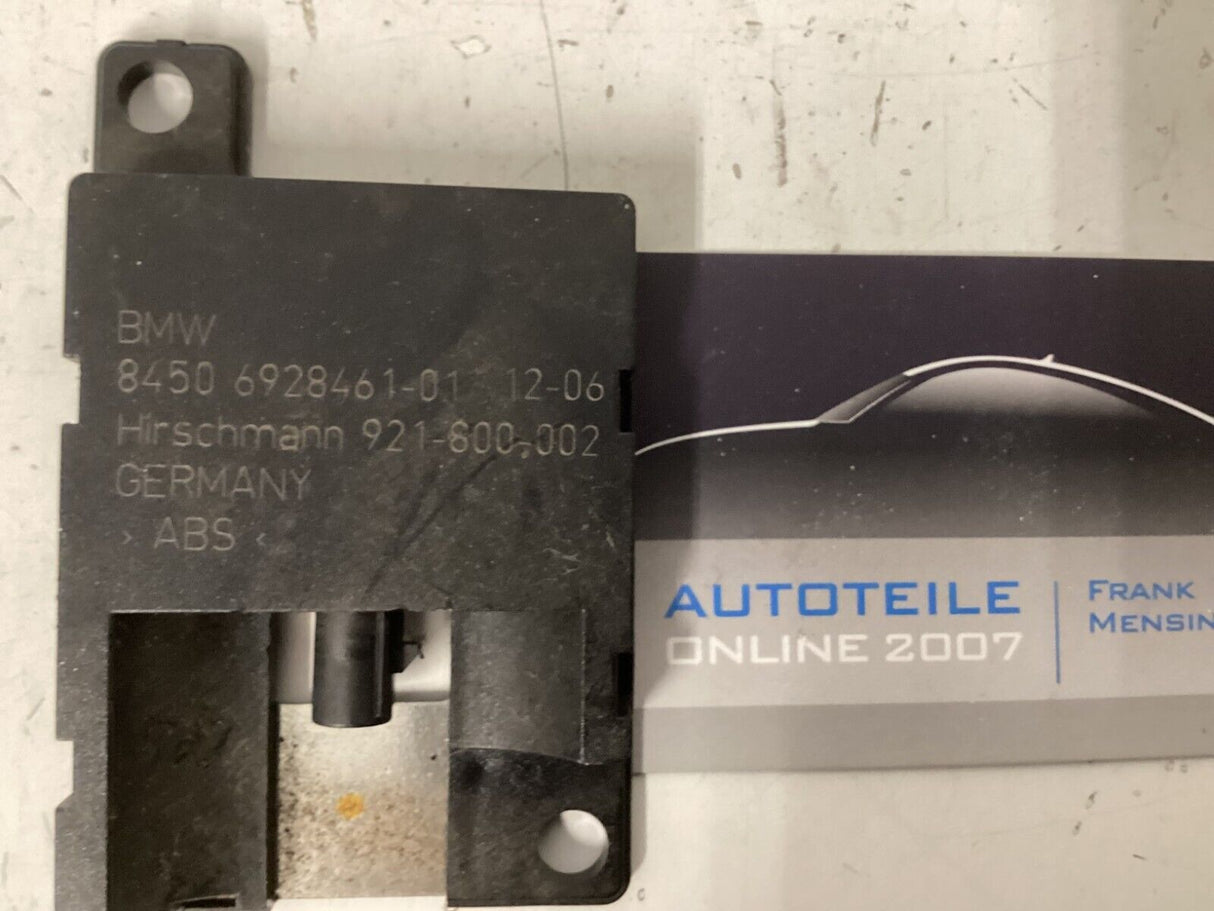 BMW
8450 6928461-01 12-06
Hirschmann 921-800.002
GERMANY
> ABS <
AUTOTEILE
ONLINE 2007
FRANK
MENSIN